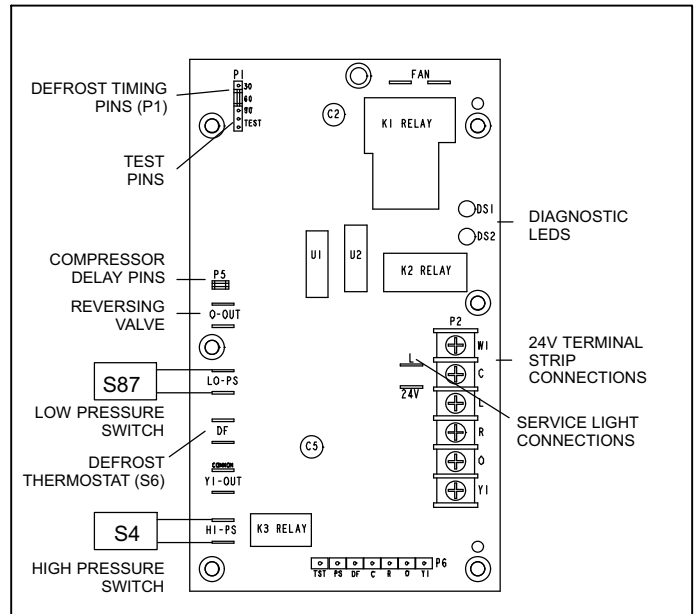 DEFROST TIMING
PINS (P1)
TEST
PINS
COMPRESSOR
DELAY PINS
REVERSING
VALVE
S87
LOW PRESSURE
SWITCH
DEFROST
THERMOSTAT (S6)
S4
HIGH PRESSURE
SWITCH
P1
30
60
90
TEST
FAN
C2
K1 RELAY
DS1
DS2
U1
U2
K2 RELAY
P5
O-OUT
LO-PS
DF
COMMON
Y1-OUT
HI-PS
C5
K3 RELAY
L
24V
P2
W1
C
L
R
O
Y1
P6
TST PS DF C R O Y1
DIAGNOSTIC
LEDS
24V TERMINAL
STRIP
CONNECTIONS
SERVICE LIGHT
CONNECTIONS